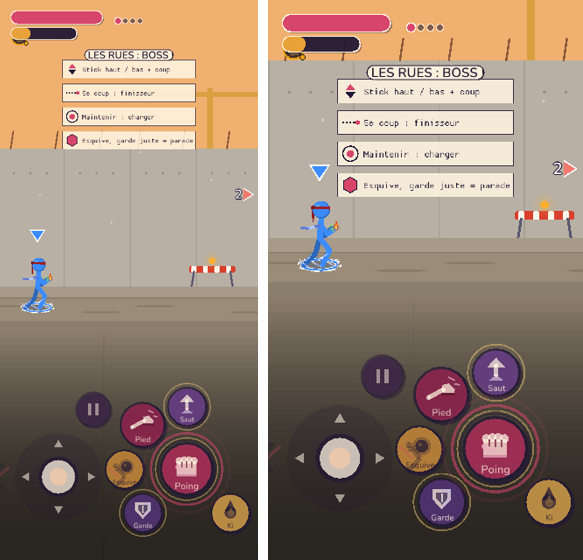 LES RUES : BOSS
Stick haut / bas + coup
5e coup : finisseur
Maintenir : charger
Esquive, garde juste = parade
2
Saut
Pied
Esquive
Poing
Garde
Ki
LES RUES : BOSS
Stick haut / bas + coup
5e coup : finisseur
Maintenir : charger
Esquive, garde juste = parade
2
Saut
Pied
Esquive
Poing
Garde
Ki